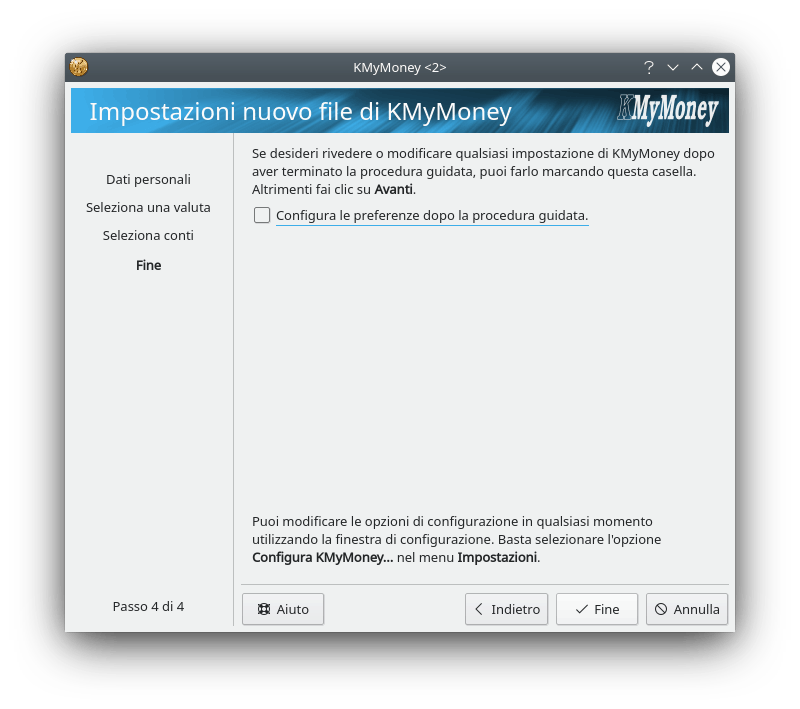 KMyMoney <2>
Impostazioni nuovo file di KMyMoney
KMyMoney
Dati personali
Seleziona una valuta
Seleziona conti
Fine
Passo 4 di 4
Se desideri rivedere o modificare qualsiasi impostazione di KMyMoney dopo
aver terminato la procedura guidata, puoi farlo marcando questa casella.
Altrimenti fai clic su Avanti.
Configura le preferenze dopo la procedura guidata.
Puoi modificare le opzioni di configurazione in qualsiasi momento
utilizzando la finestra di configurazione. Basta selezionare l'opzione
Configura KMyMoney... nel menu Impostazioni.
Aiuto
Indietro
Fine
Annulla